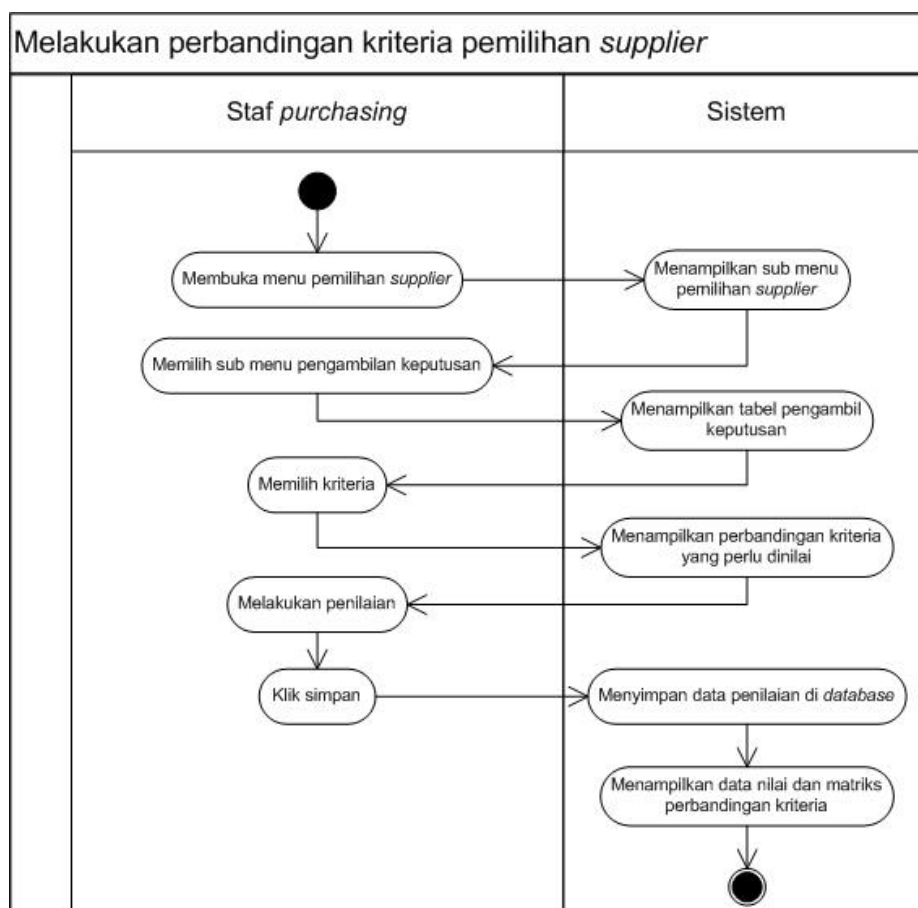 Melakukan perbandingan kriteria pemilihan supplier
Staf purchasing
Sistem
Membuka menu pemilihan supplier
Menampilkan sub menu
pemilihan supplier
Memilih sub menu pengambilan keputusan
Menampilkan tabel pengambil
keputusan
Memilih kriteria
Menampilkan perbandingan kriteria
yang perlu dinilai
Melakukan penilaian
Klik simpan
Menyimpan data penilaian di database
Menampilkan data nilai dan matriks
perbandingan kriteria